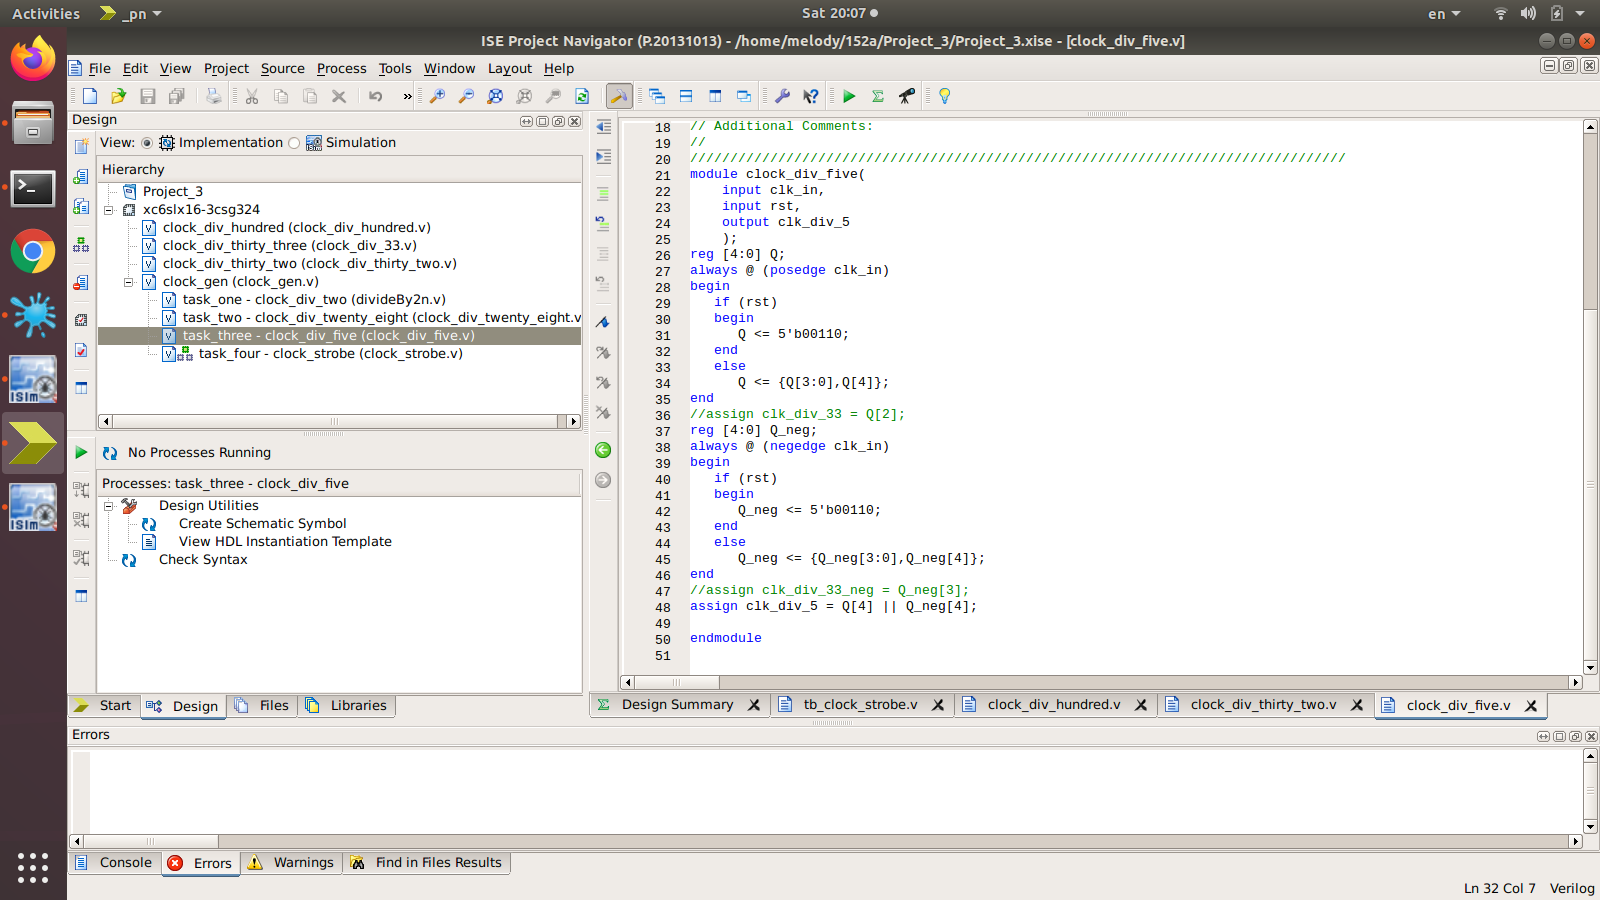 Activities
_pn
Sat 20:07
en
ISE Project Navigator (P.20131013) - /home/melody/152a/Project_3/Project_3.xise - [clock_div_five.v]
File Edit View Project Source Process Tools Window Layout Help
»
Design
View: Implementation Simulation
Hierarchy
Project_3
xc6slx16-3csg324
clock_div_hundred (clock_div_hundred.v)
clock_div_thirty_three (clock_div_33.v)
clock_div_thirty_two (clock_div_thirty_two.v)
clock_gen (clock_gen.v)
task_one - clock_div_two (divideBy2n.v)
task_two - clock_div_twenty_eight (clock_div_twenty_eight.v
task_three - clock_div_five (clock_div_five.v)
task_four - clock_strobe (clock_strobe.v)
No Processes Running
Processes: task_three - clock_div_five
Design Utilities
Create Schematic Symbol
View HDL Instantiation Template
Check Syntax
Start Design Files Libraries
18 // Additional Comments:
19 //
20 //////////////////////////////////////////////////////////////////////////////////
21 module clock_div_five(
22 input clk_in,
23 input rst,
24 output clk_div_5
25 );
26 reg [4:0] Q;
27 always @ (posedge clk_in)
28 begin
29 if (rst)
30 begin
31 Q <= 5'b00110;
32 end
33 else
34 Q <= {Q[3:0],Q[4]};
35 end
36 //assign clk_div_33 = Q[2];
37 reg [4:0] Q_neg;
38 always @ (negedge clk_in)
39 begin
40 if (rst)
41 begin
42 Q_neg <= 5'b00110;
43 end
44 else
45 Q_neg <= {Q_neg[3:0],Q_neg[4]};
46 end
47 //assign clk_div_33_neg = Q_neg[3];
48 assign clk_div_5 = Q[4] || Q_neg[4];
49
50 endmodule
51
Design Summary tb_clock_strobe.v clock_div_hundred.v clock_div_thirty_two.v clock_div_five.v
Errors
Console Errors Warnings Find in Files Results
Ln 32 Col 7 Verilog
ISim
ISim